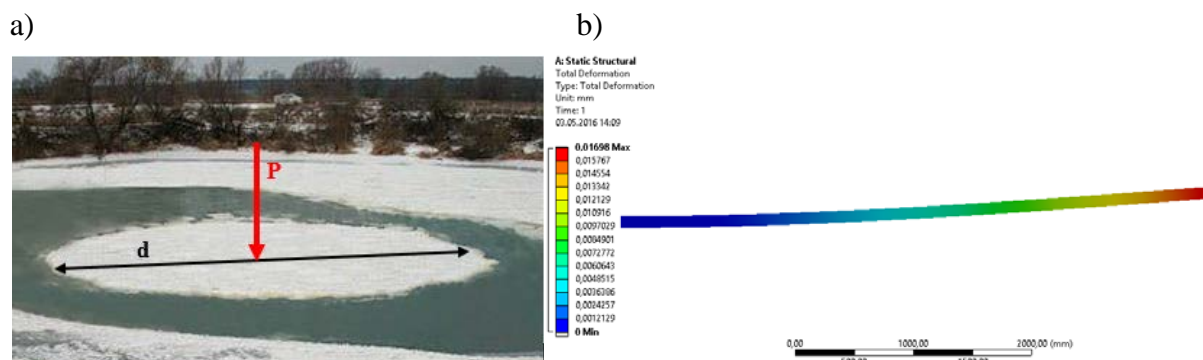 a)
b)
P
d
A: Static Structural
Total Deformation
Type: Total Deformation
Unit: mm
Time: 1
03.05.2016 14:09
0,01698 Max
0,015767
0,014554
0,013342
0,012129
0,010916
0,0097029
0,0084901
0,0072772
0,0060643
0,0048515
0,0036386
0,0024257
0,0012129
0 Min
0,00
1000,00
2000,00 (mm)